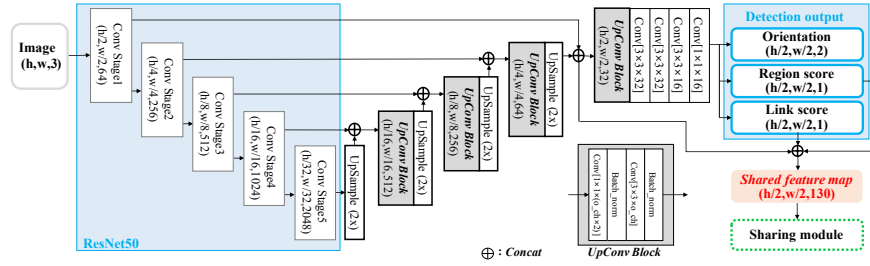 Image
(h,w,3)
Conv Stage1
(h/2,w/2,64)
Conv Stage2
(h/4,w/4,256)
Conv Stage3
(h/8,w/8,512)
Conv Stage4
(h/16,w/16,1024)
Conv Stage5
(h/32,w/32,2048)
ResNet50
UpSample (2x)
UpConv Block
(h/16,w/16,512)
UpSample (2x)
UpConv Block
(h/8,w/8,256)
UpSample (2x)
UpConv Block
(h/4,w/4,64)
UpSample (2x)
UpConv Block
(h/2,w/2,32)
Conv[3×3×32]
Conv[3×3×32]
Conv[3×3×16]
Conv[1×1×16]
Detection output
Orientation
(h/2,w/2,2)
Region score
(h/2,w/2,1)
Link score
(h/2,w/2,1)
Shared feature map
(h/2,w/2,130)
Sharing module
Conv[1×1×(o_ch×2)]
Batch_norm
Conv[3×3×o_ch]
Batch_norm
UpConv Block
⊕ : Concat